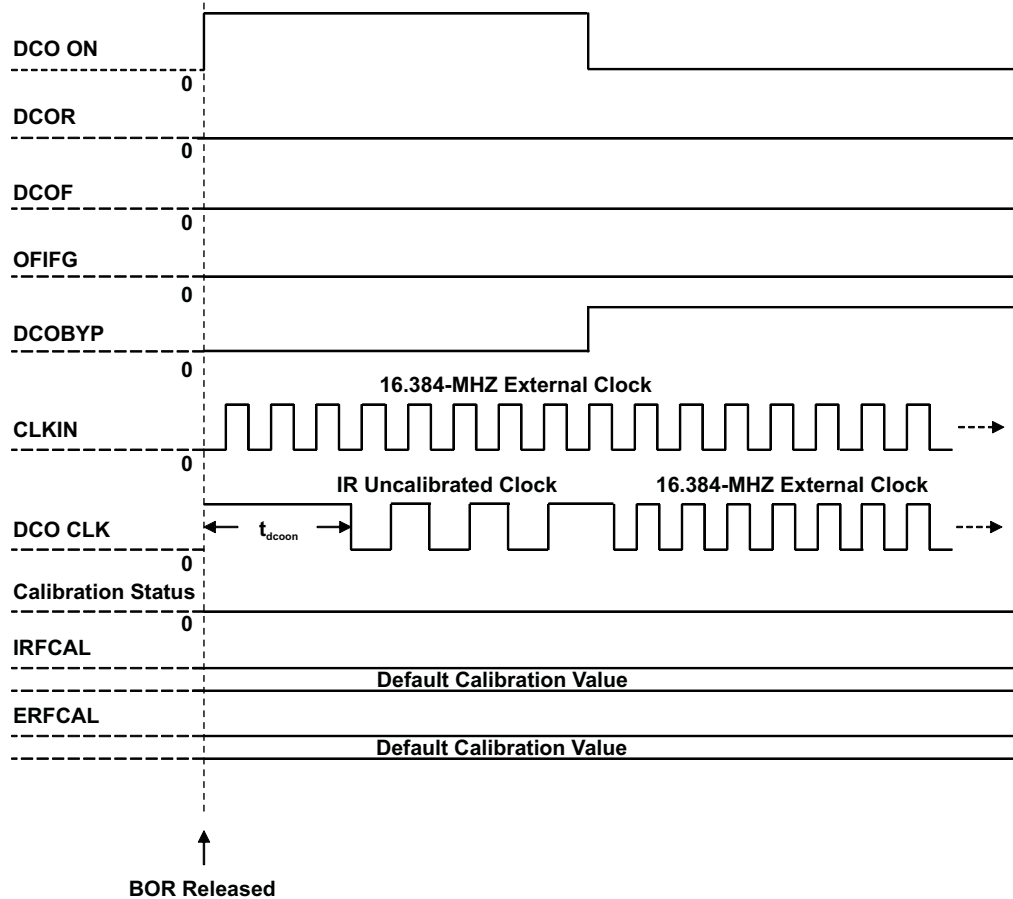 DCO ON
0
DCOR
0
DCOF
0
OFIFG
0
DCOBYP
0
16.384-MHZ External Clock
CLKIN
0
IR Uncalibrated Clock
16.384-MHZ External Clock
DCO CLK
tdcoon
0
Calibration Status
0
IRFCAL
Default Calibration Value
ERFCAL
Default Calibration Value
BOR Released